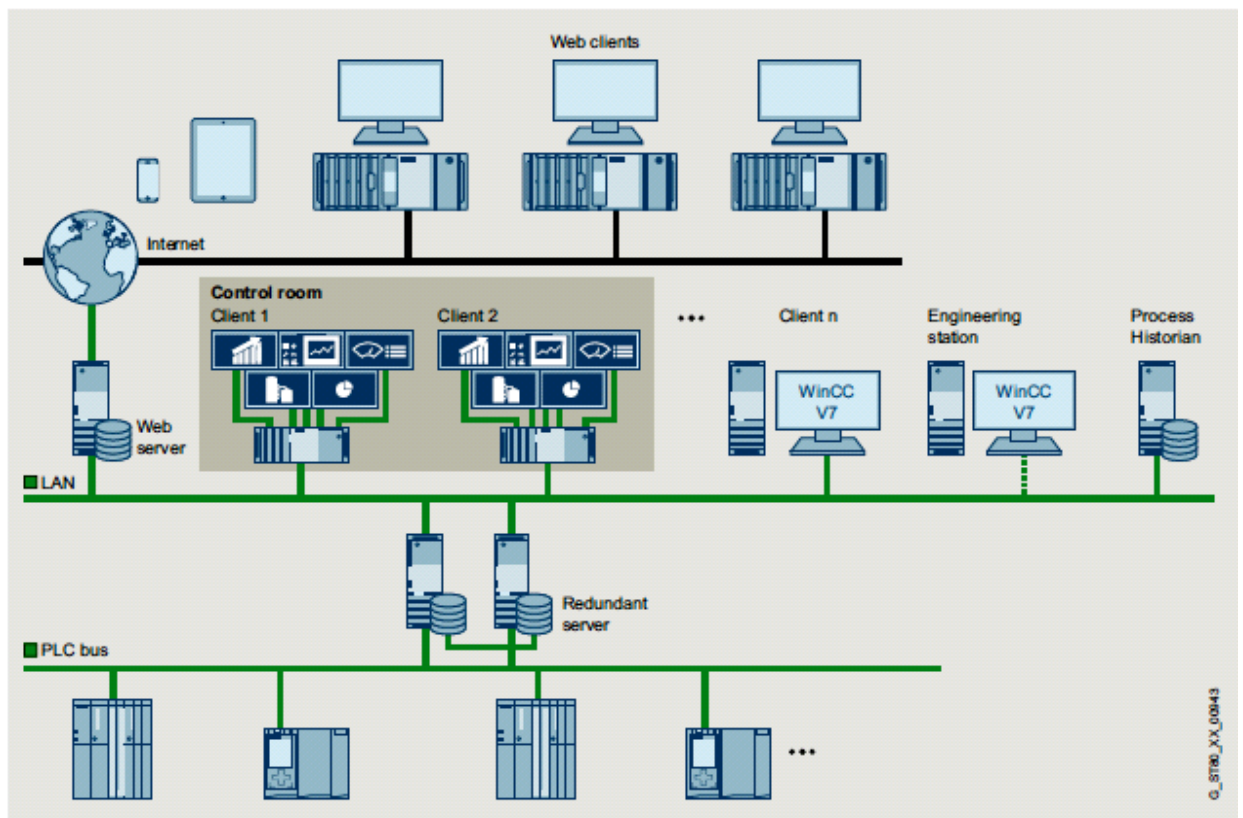 Web clients
Internet
Control room
Client 1
Client 2
•••
Client n
Engineering
station
Process
Historian
WinCC
V7
WinCC
V7
Web
server
LAN
Redundant
server
PLC bus
•••
G_ST80_XX_00943